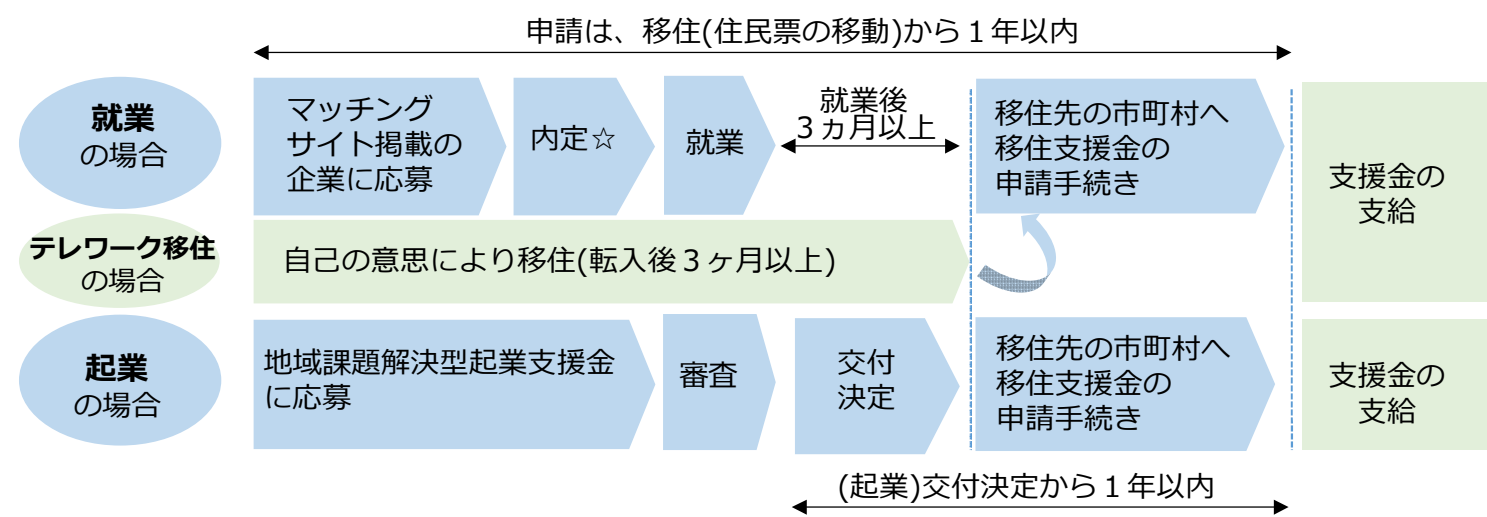 申請は、移住(住民票の移動)から１年以内
就業
の場合
マッチング
サイト掲載の
企業に応募
内定☆
就業
就業後
３ヵ月以上
移住先の市町村へ
移住支援金の
申請手続き
支援金の
支給
テレワーク移住
の場合
自己の意思により移住(転入後３ヶ月以上)
起業
の場合
地域課題解決型起業支援金
に応募
審査
交付
決定
移住先の市町村へ
移住支援金の
申請手続き
支援金の
支給
(起業)交付決定から１年以内